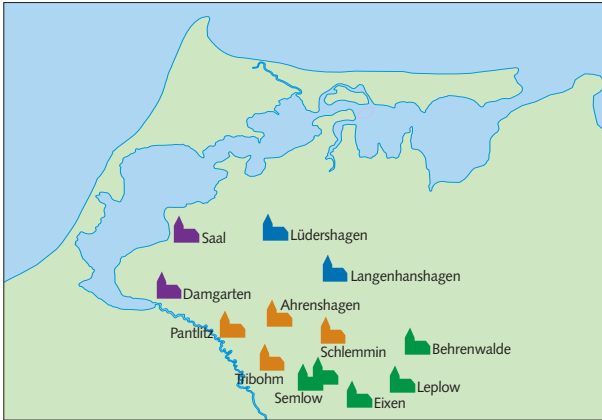 Saal
Lüdershagen
Langenhanshagen
Damgarten
Ahrenshagen
Pantlitz
Schlemmin
Behrenwalde
Tribohm
Semlow
Leplow
Eixen